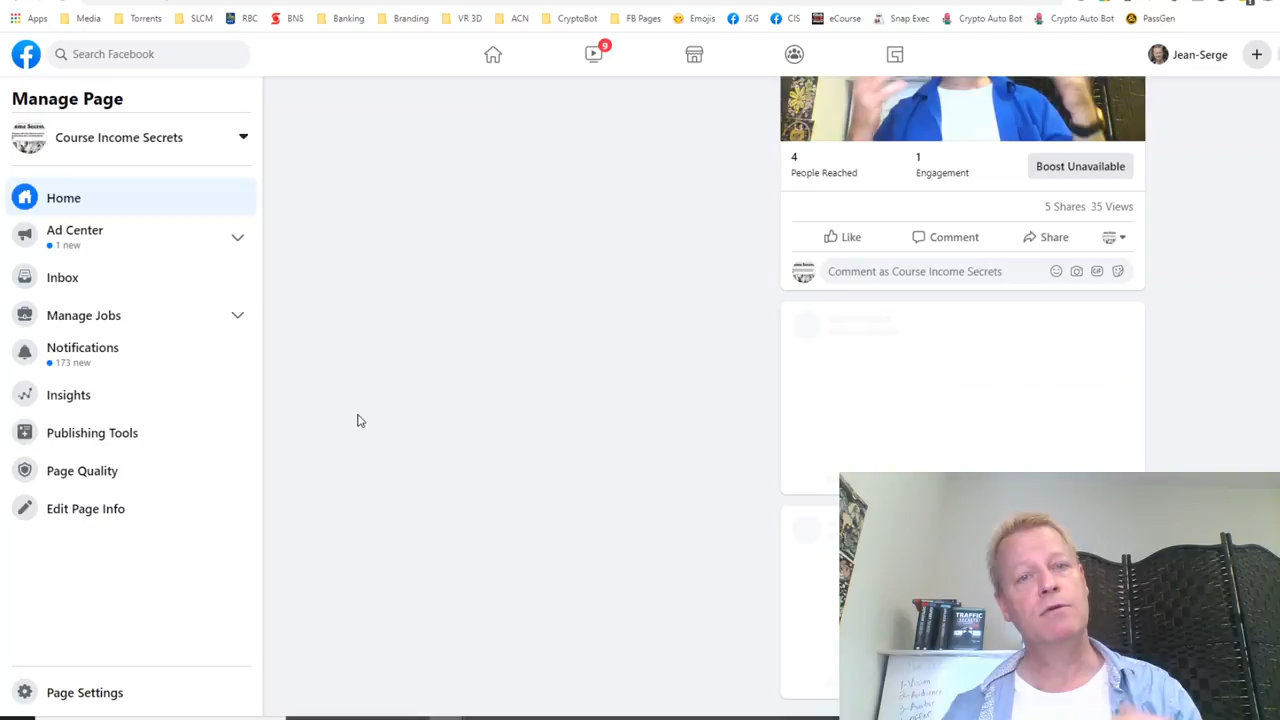 Apps Media Torrents SLCM RBC BNS Banking Branding VR 3D ACN CryptoBot FB Pages Emojis JSG CIS eCourse Snap Exec Crypto Auto Bot Crypto Auto Bot PassGen
Search Facebook
9
Jean-Serge
Manage Page
Course Income Secrets
Home
Ad Center
1 new
Inbox
Manage Jobs
Notifications
173 new
Insights
Publishing Tools
Page Quality
Edit Page Info
Page Settings
4
People Reached
1
Engagement
Boost Unavailable
5 Shares 35 Views
Like Comment Share
Comment as Course Income Secrets
TRAFFIC
SECRETS
1-Vision